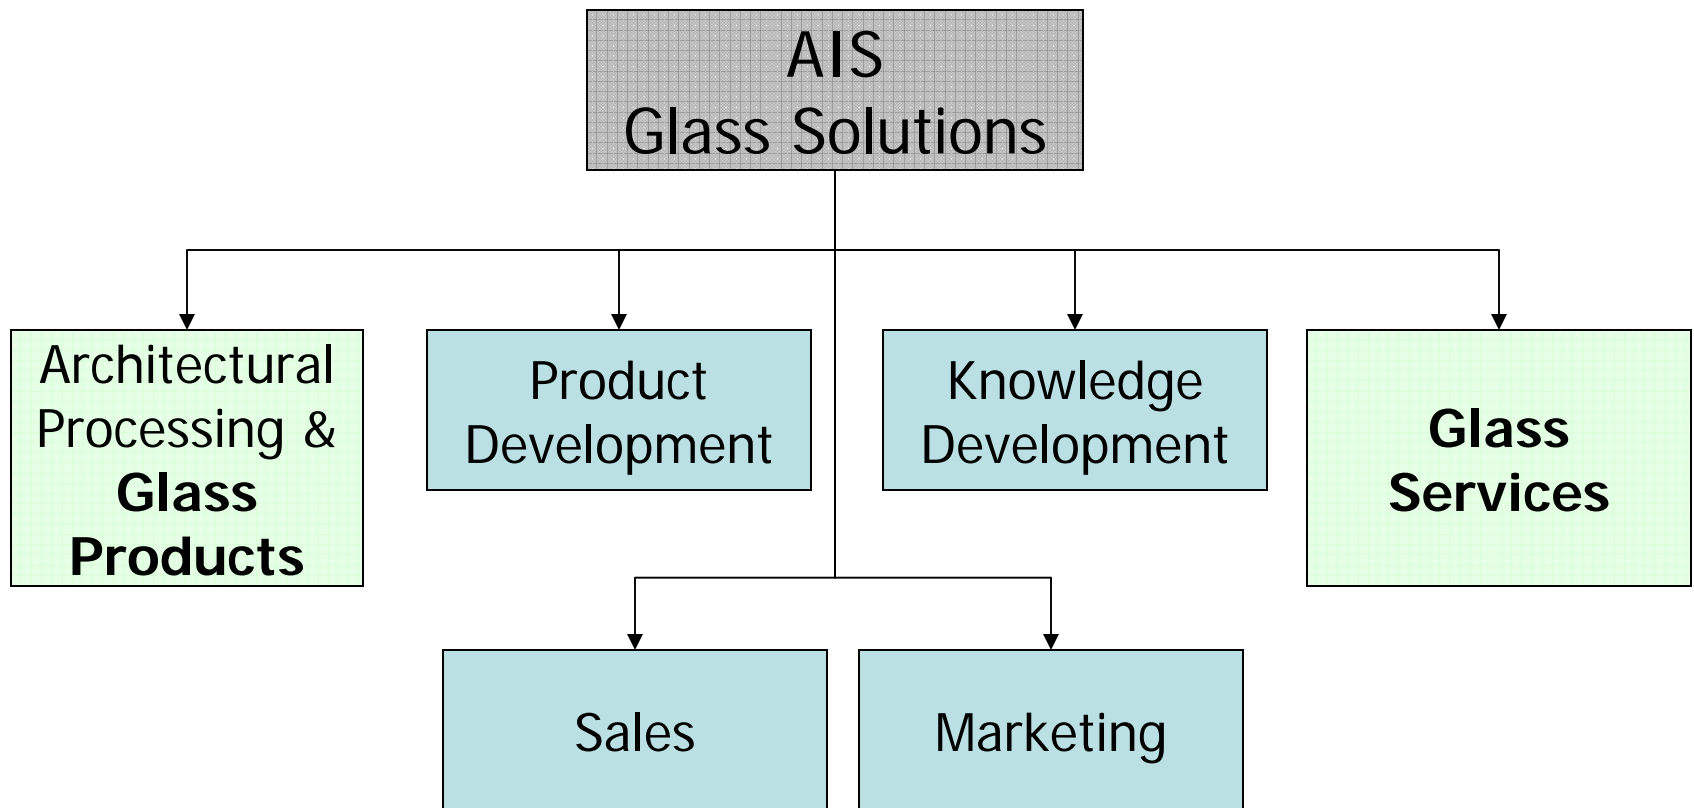 AIS
Glass Solutions
Architectural
Processing &
Glass
Products
Product
Development
Knowledge
Development
Glass
Services
Sales
Marketing